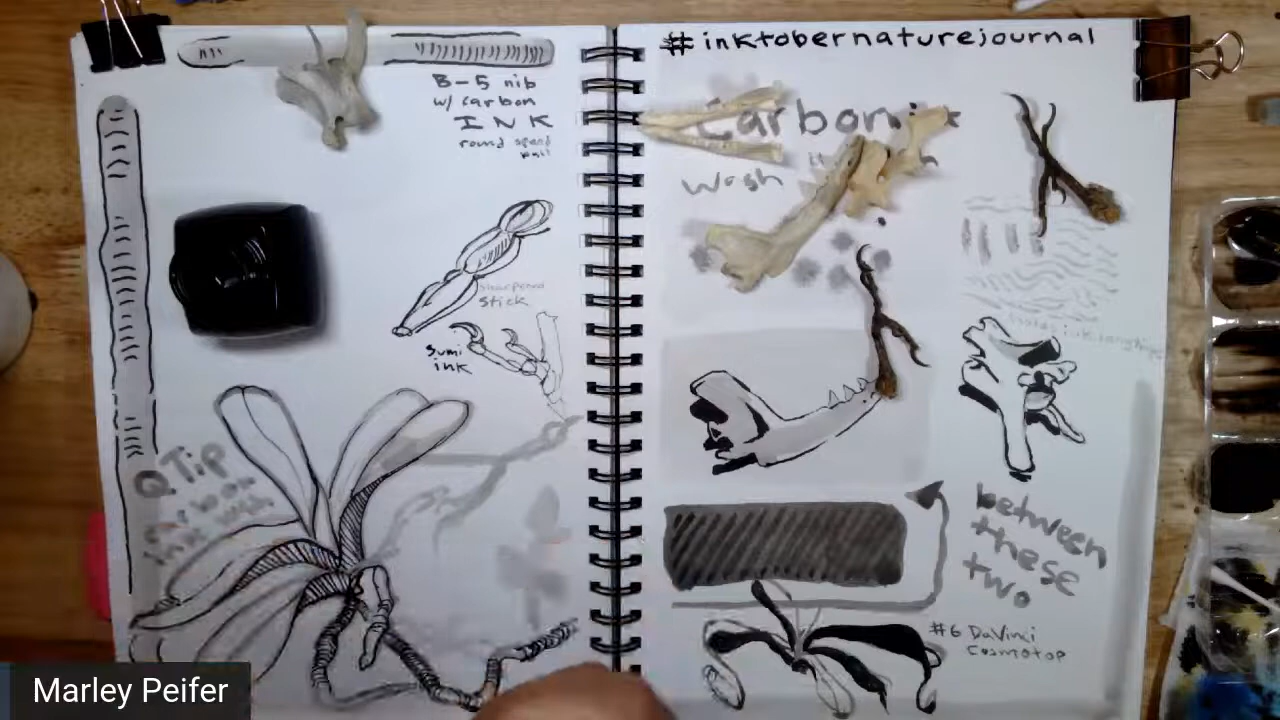 B-5 nib
w/ carbon
INK
round
sharpened
stick
Sumi
ink
Q Tip
#inktobernaturejournal
Carbon
Wash
between
these
two
#6 DaVinci
Cosmotop
Marley Peifer